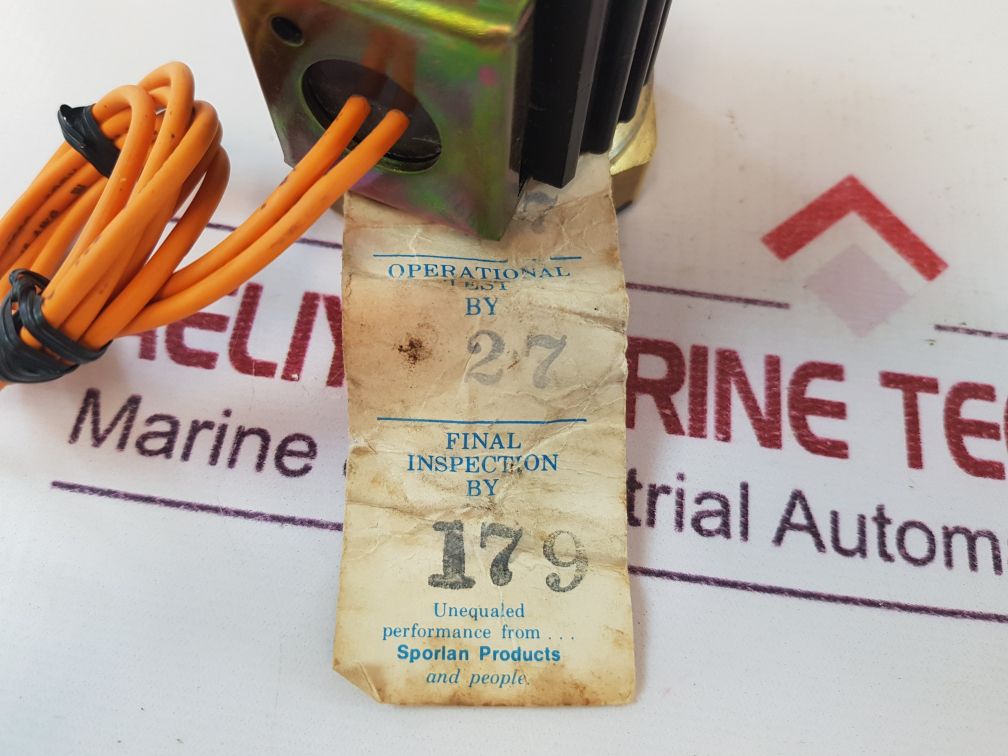 OPERATIONAL
TEST
BY
27
FINAL
INSPECTION
BY
179
Unequaled
performance from . . .
Sporlan Products
and people.
RINE TE
Marine
trial Autom